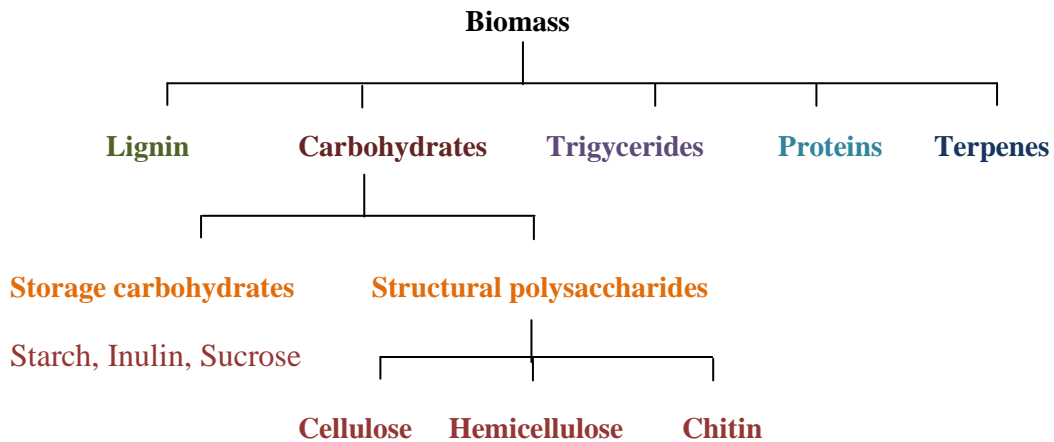 Biomass
Lignin Carbohydrates Trigycerides Proteins Terpenes
Storage carbohydrates Structural polysaccharides
Starch, Inulin, Sucrose
Cellulose Hemicellulose Chitin